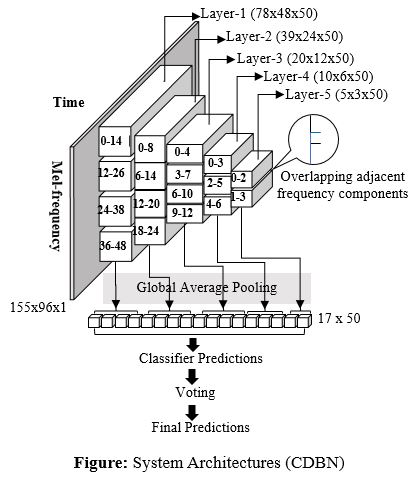 Layer-1 (78x48x50)
Layer-2 (39x24x50)
Layer-3 (20x12x50)
Layer-4 (10x6x50)
Layer-5 (5x3x50)
Time
Mel-frequency
0-14
12-26
24-38
36-48
0-8
6-14
12-20
18-24
0-4
3-7
6-10
9-12
0-3
2-5
4-6
0-2
1-3
Overlapping adjacent
frequency components
155x96x1
Global Average Pooling
17 x 50
Classifier Predictions
Voting
Final Predictions
Figure: System Architectures (CDBN)